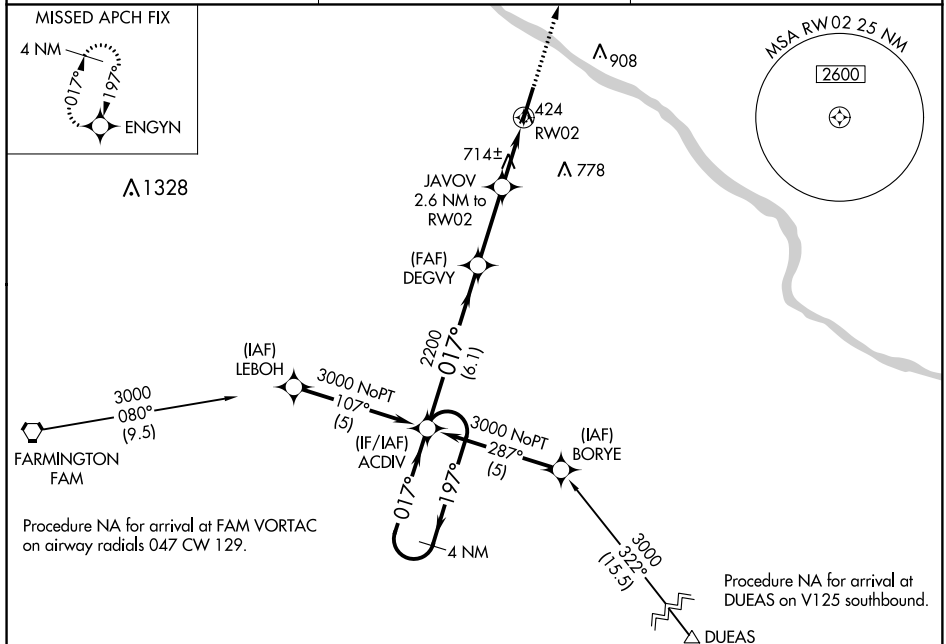 MISSED APCH FIX
4 NM
017°
197°
ENGYN
1328
908
MSA RW02 25 NM
2600
424
RW02
714±
778
JAVOV
2.6 NM to
RW02
(FAF)
DEGVY
2200
017°
(6.1)
(IAF)
LEBOH
3000 NoPT
107°
(5)
3000
080°
(9.5)
FARMINGTON
FAM
(IF/IAF)
ACDIV
3000 NoPT
287°
(5)
(IAF)
BORYE
017°
197°
4 NM
Procedure NA for arrival at FAM VORTAC
on airway radials 047 CW 129.
3000
322°
(15.5)
Procedure NA for arrival at
DUEAS on V125 southbound.
DUEAS